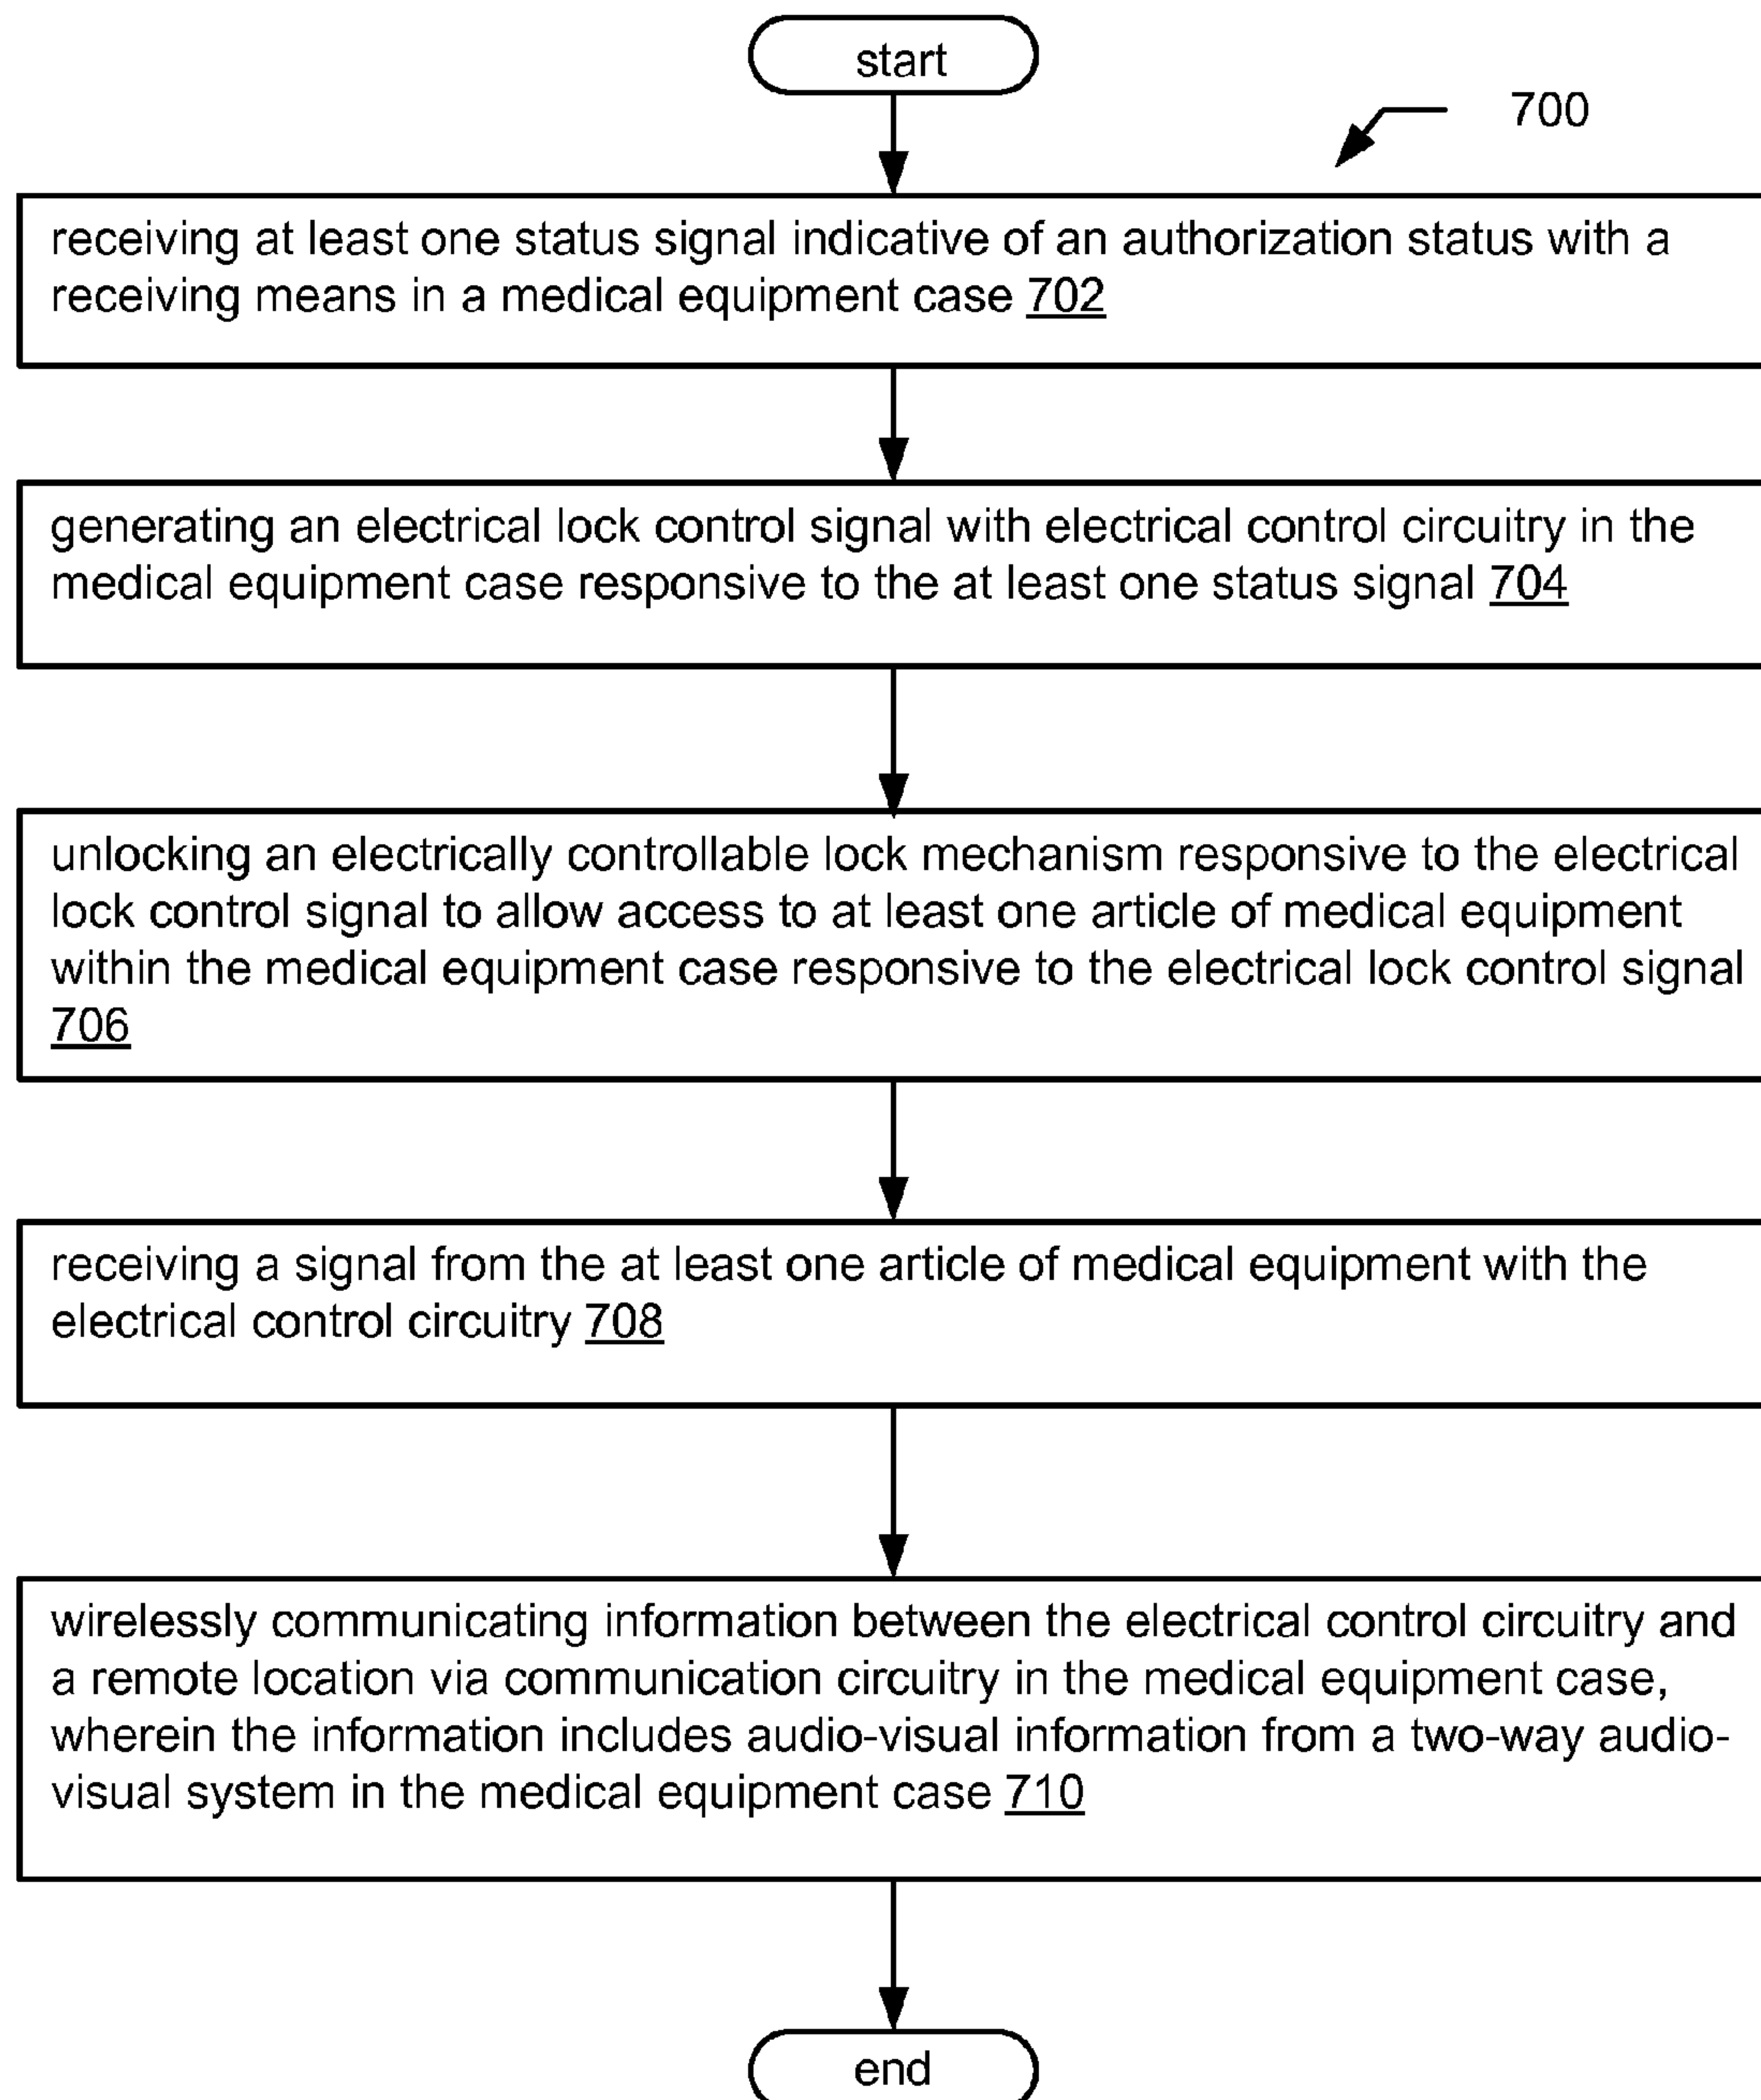 start
700
receiving at least one status signal indicative of an authorization status with a
receiving means in a medical equipment case 702
generating an electrical lock control signal with electrical control circuitry in the
medical equipment case responsive to the at least one status signal 704
unlocking an electrically controllable lock mechanism responsive to the electrical
lock control signal to allow access to at least one article of medical equipment
within the medical equipment case responsive to the electrical lock control signal
706
receiving a signal from the at least one article of medical equipment with the
electrical control circuitry 708
wirelessly communicating information between the electrical control circuitry and
a remote location via communication circuitry in the medical equipment case,
wherein the information includes audio-visual information from a two-way audio-
visual system in the medical equipment case 710
end